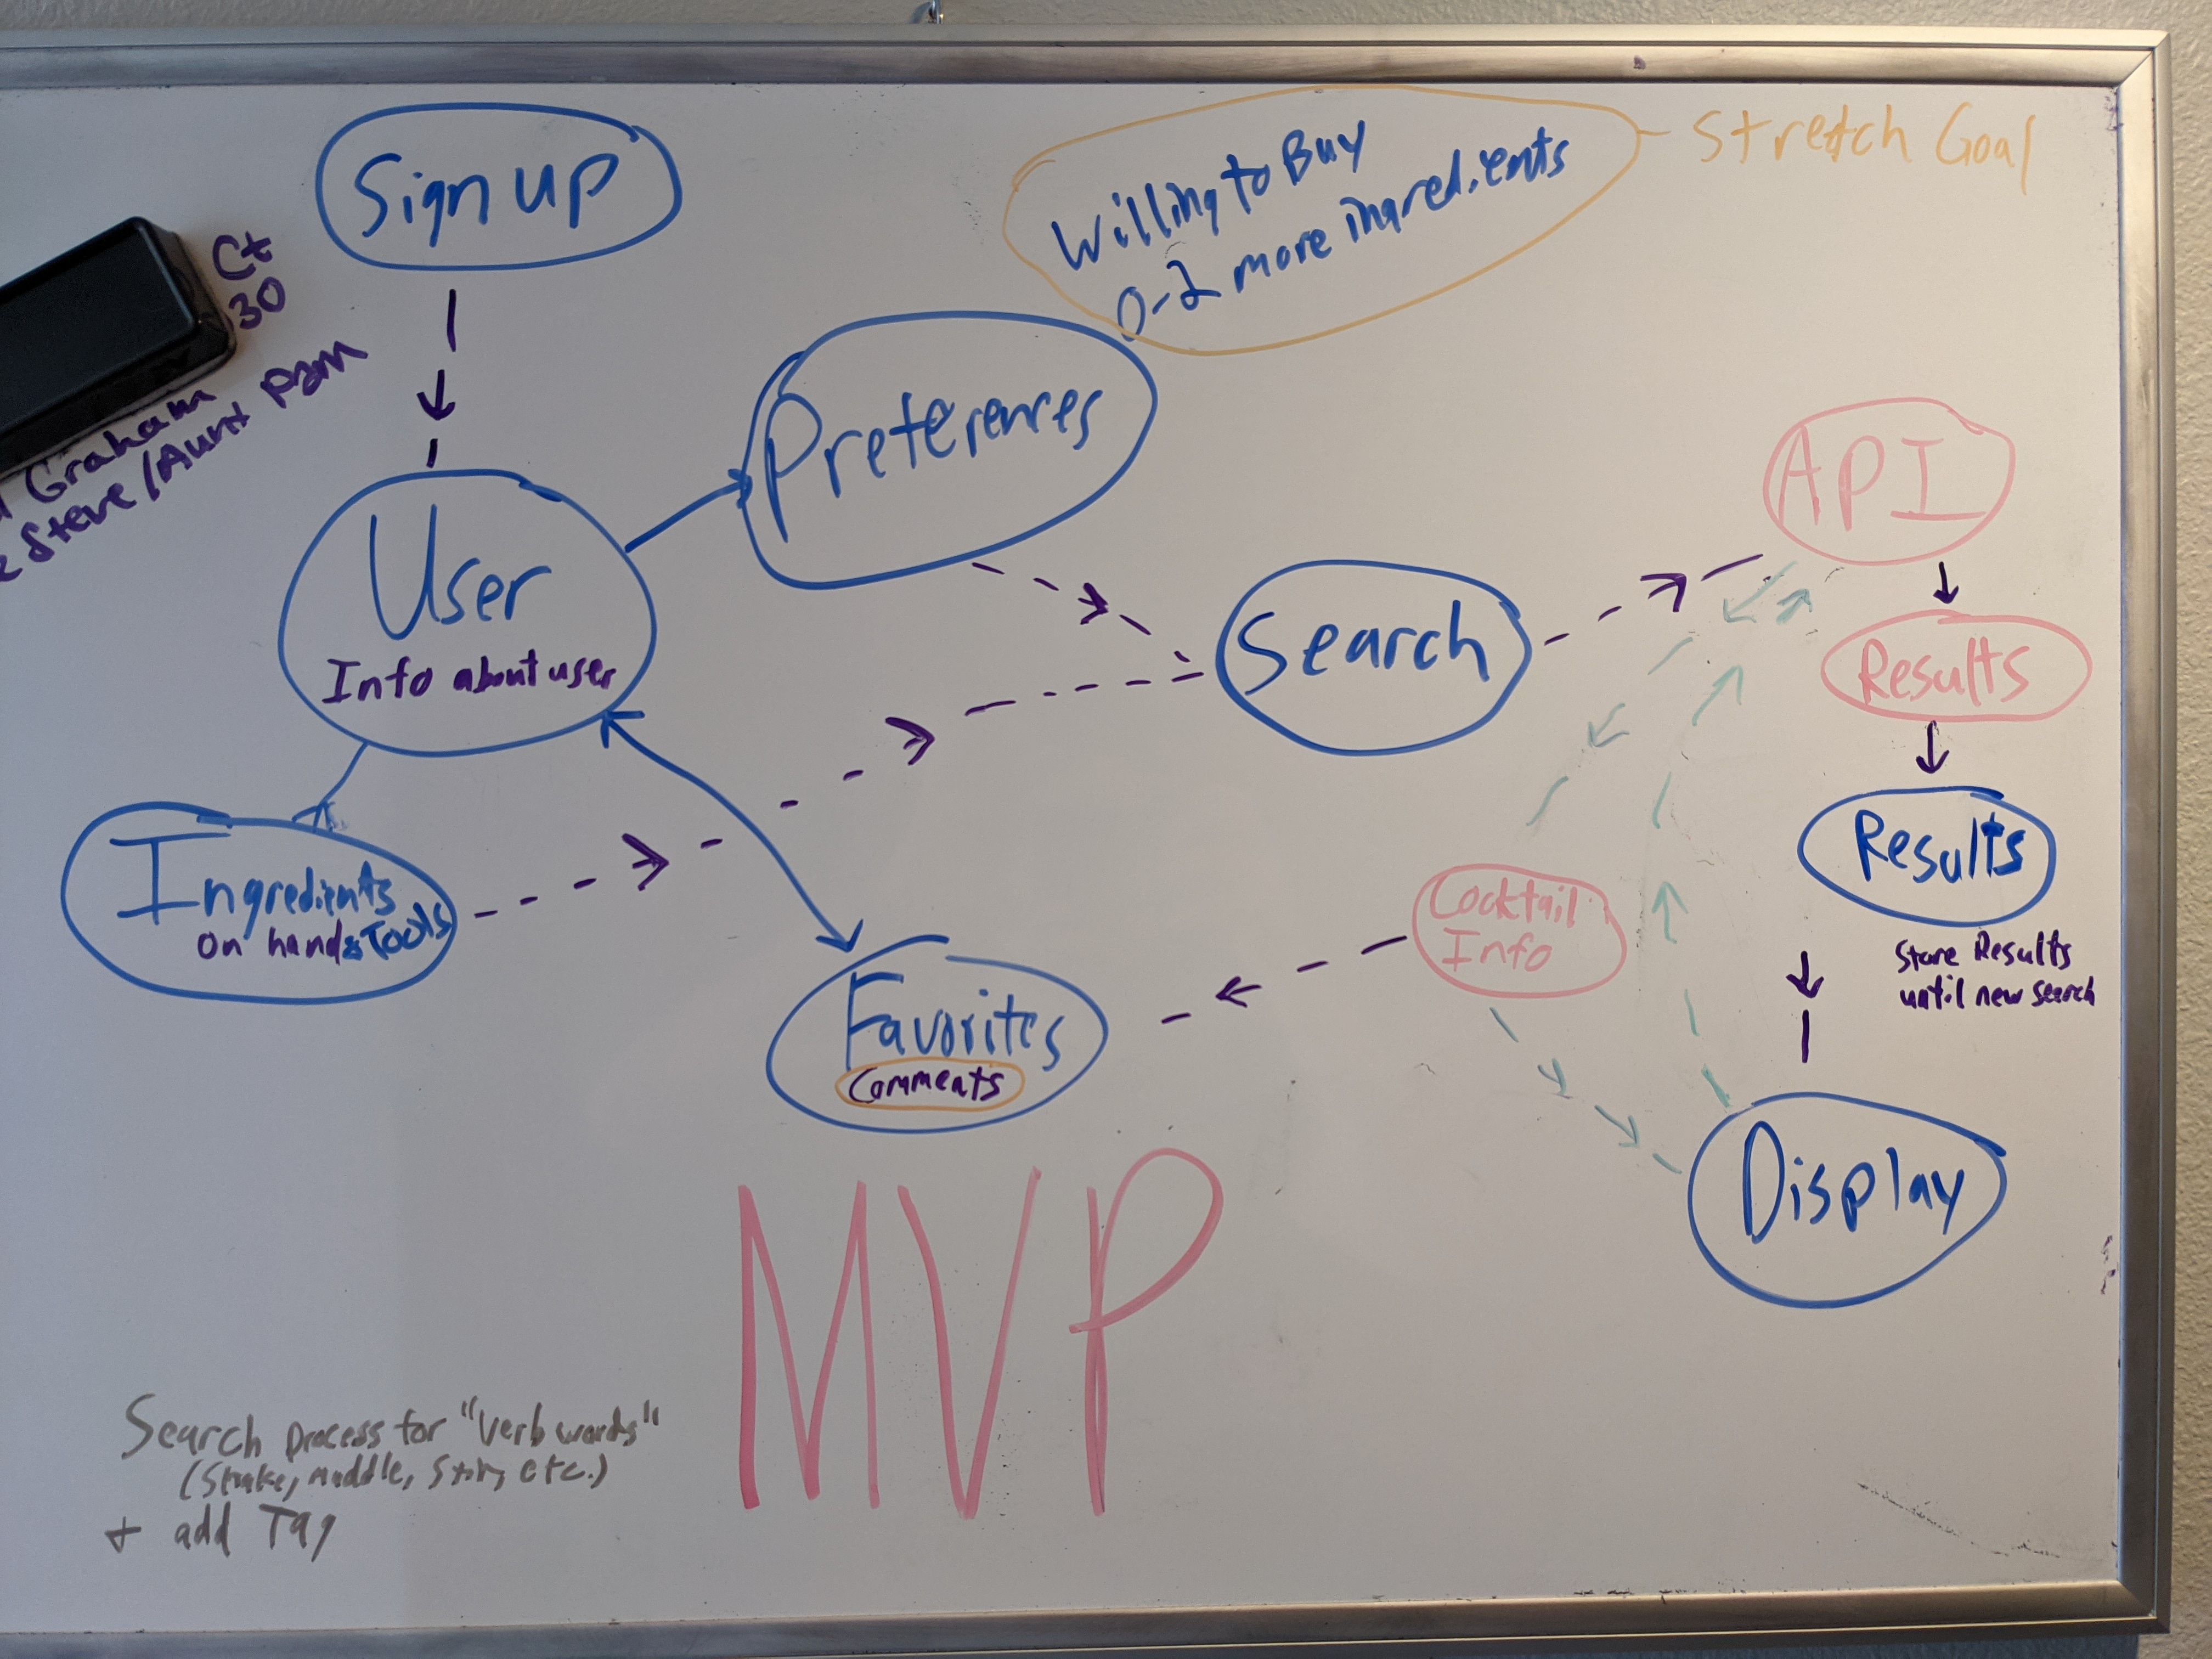 Sign up
Willing to Buy
0-2 more ingredients
Stretch Goal
Ct
30
Graham
Steve/Aunt Pam
Preferences
API
User
Info about user
Search
Results
Results
Store Results
until new search
Ingredients
on hand & Tools
Cocktail
Info
Favorites
Comments
Display
MVP
Search process for "Verb words"
(Shake, muddle, Stir, etc.)
+ add Tag